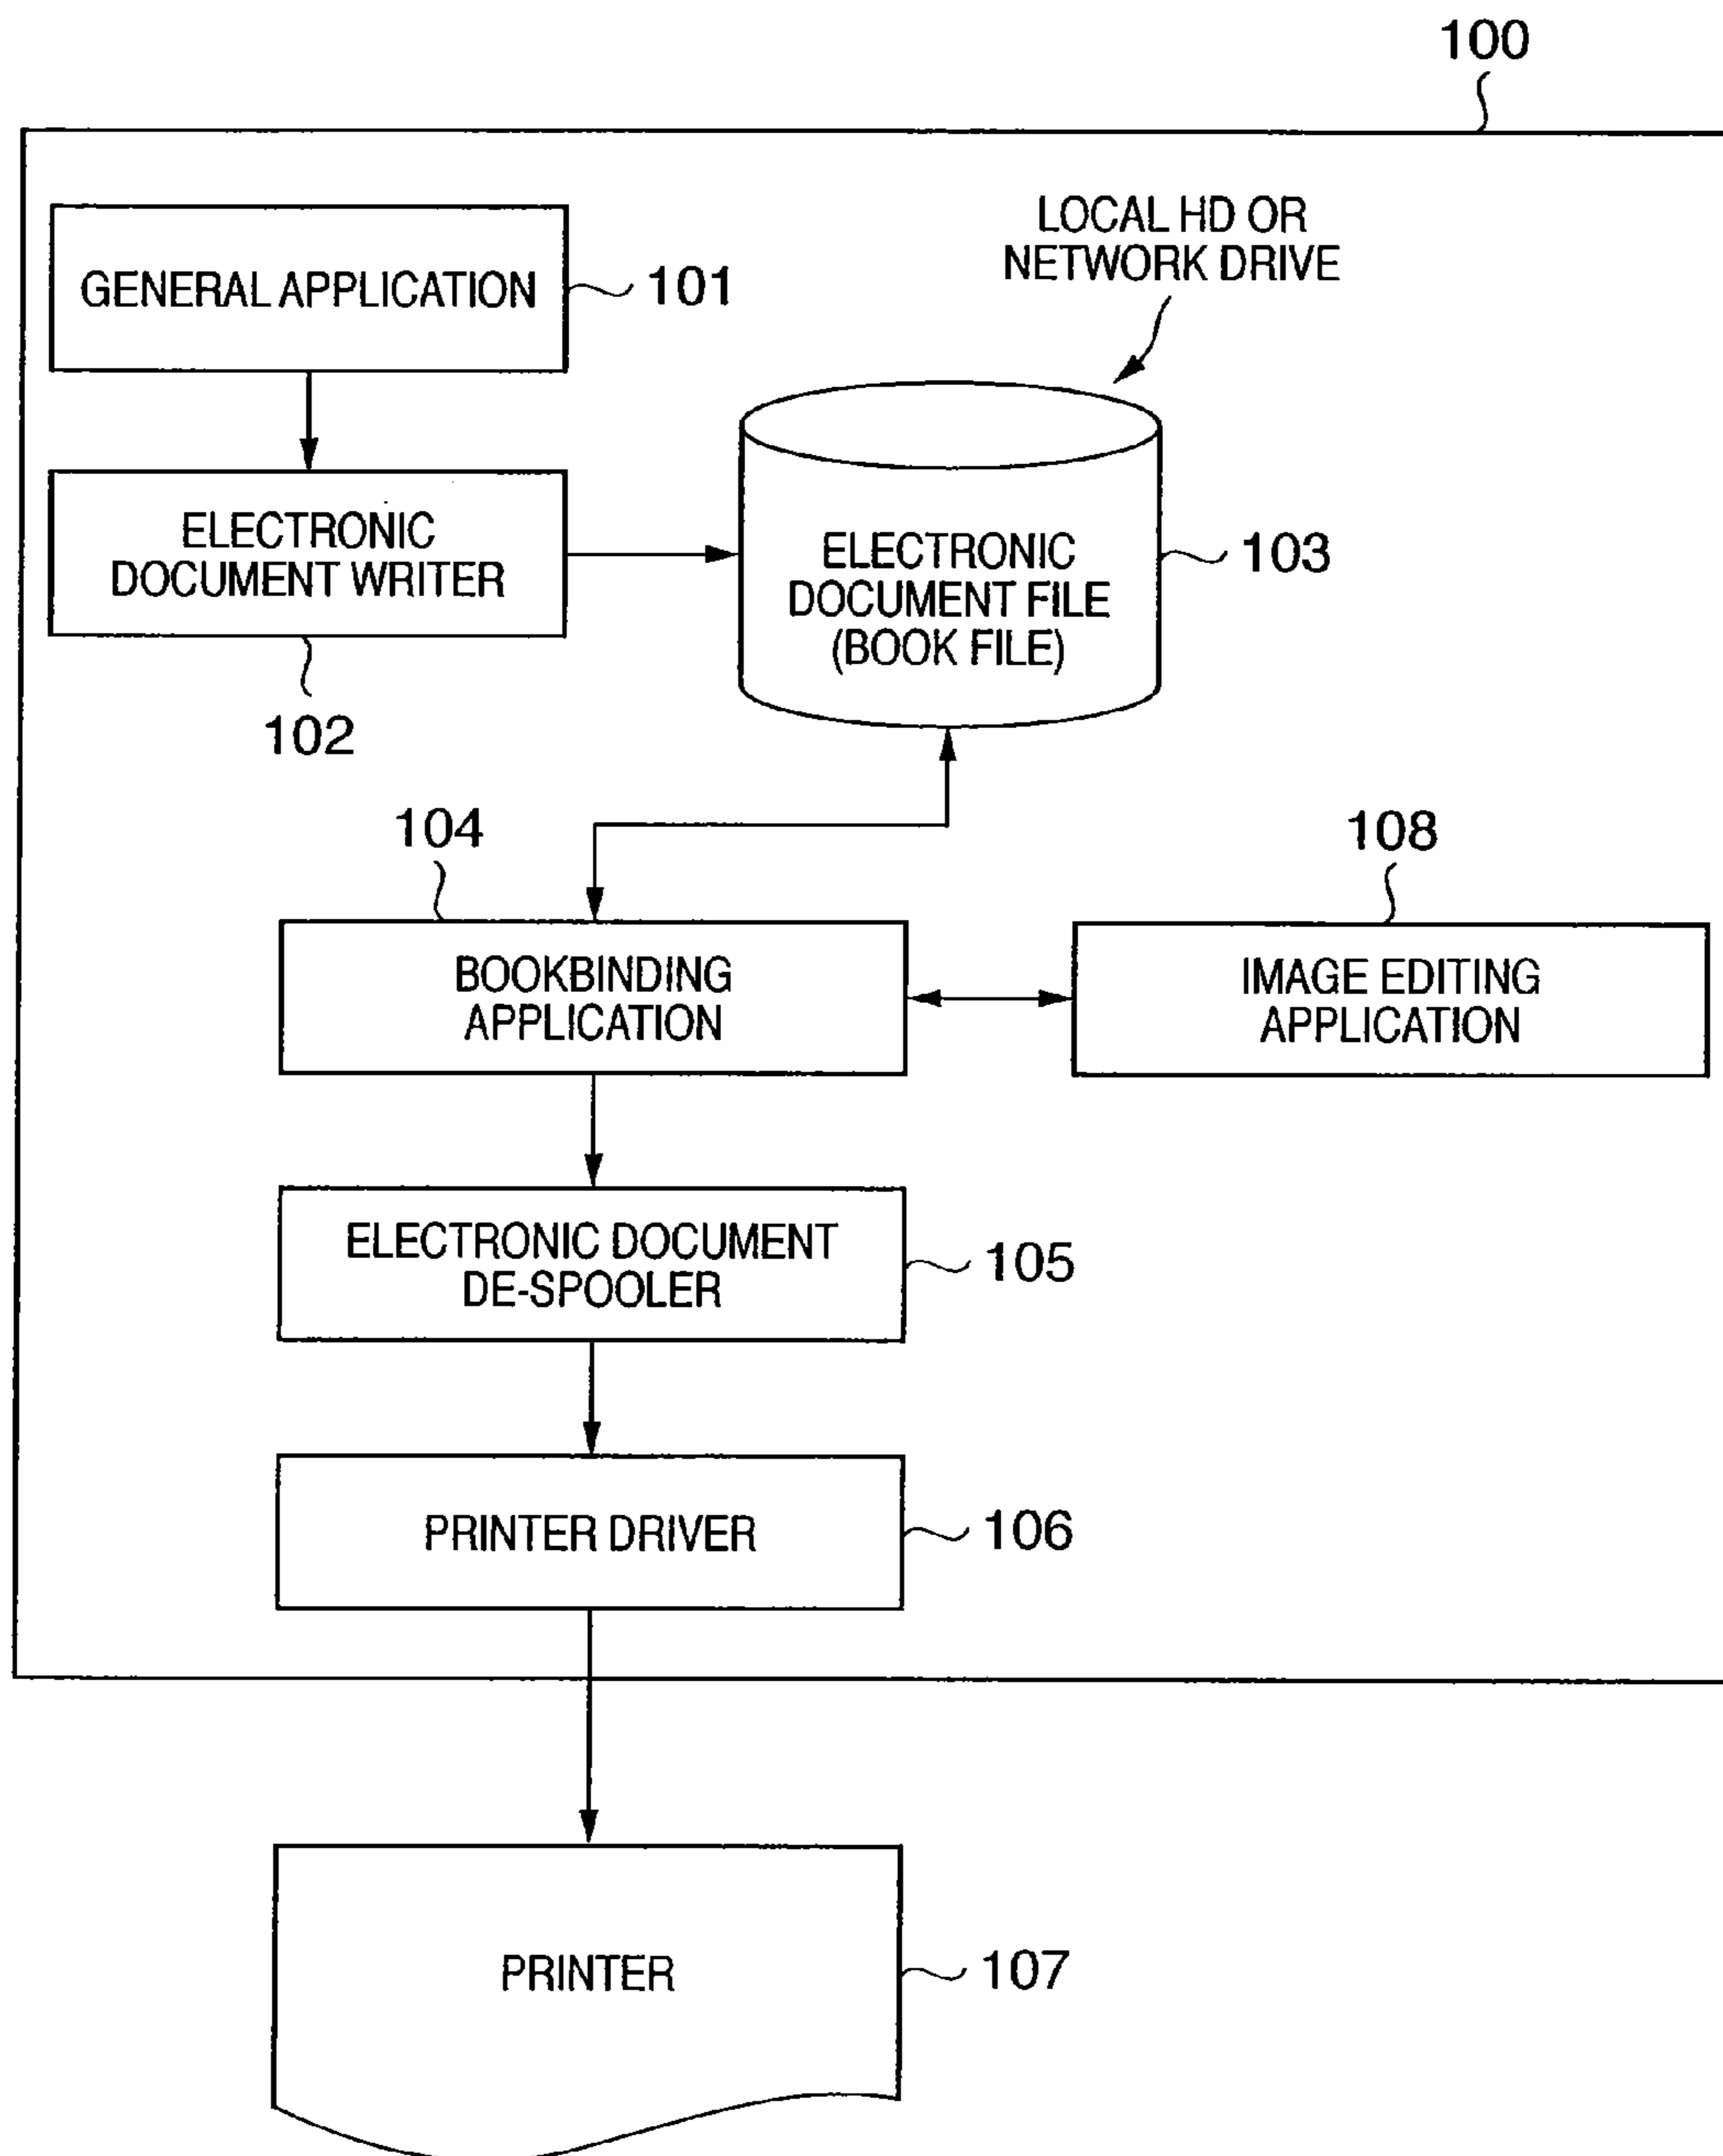 100
LOCAL HD OR
NETWORK DRIVE
GENERAL APPLICATION
101
ELECTRONIC
DOCUMENT WRITER
102
ELECTRONIC
DOCUMENT FILE
(BOOK FILE)
103
104
108
BOOKBINDING
APPLICATION
IMAGE EDITING
APPLICATION
ELECTRONIC DOCUMENT
DE-SPOOLER
105
PRINTER DRIVER
106
PRINTER
107